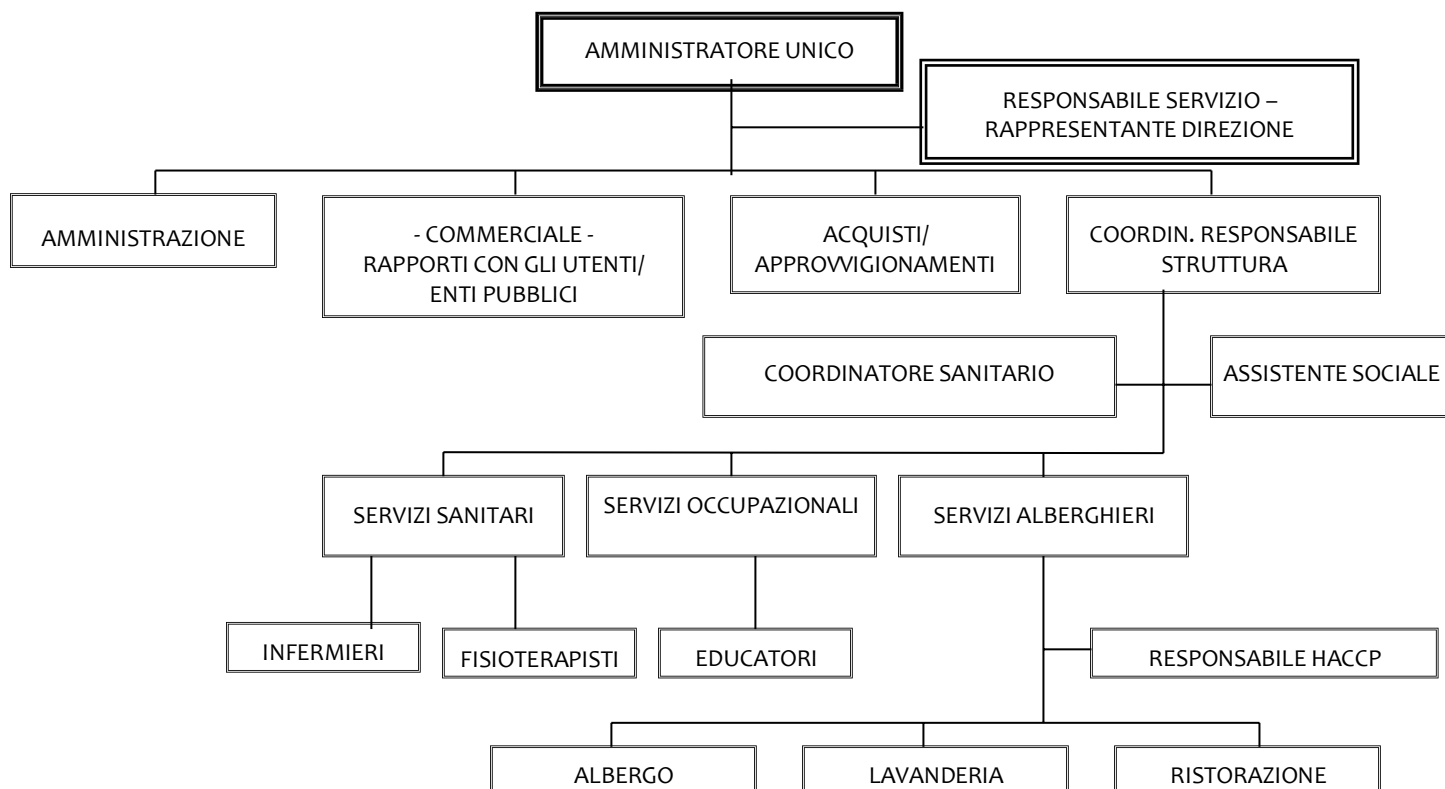 AMMINISTRATORE UNICO
RESPONSABILE SERVIZIO –
RAPPRESENTANTE DIREZIONE
AMMINISTRAZIONE
- COMMERCIALE -
RAPPORTI CON GLI UTENTI/
ENTI PUBBLICI
ACQUISTI/
APPROVVIGIONAMENTI
COORDIN. RESPONSABILE
STRUTTURA
COORDINATORE SANITARIO
ASSISTENTE SOCIALE
SERVIZI SANITARI
SERVIZI OCCUPAZIONALI
SERVIZI ALBERGHIERI
INFERMIERI
FISIOTERAPISTI
EDUCATORI
RESPONSABILE HACCP
ALBERGO
LAVANDERIA
RISTORAZIONE